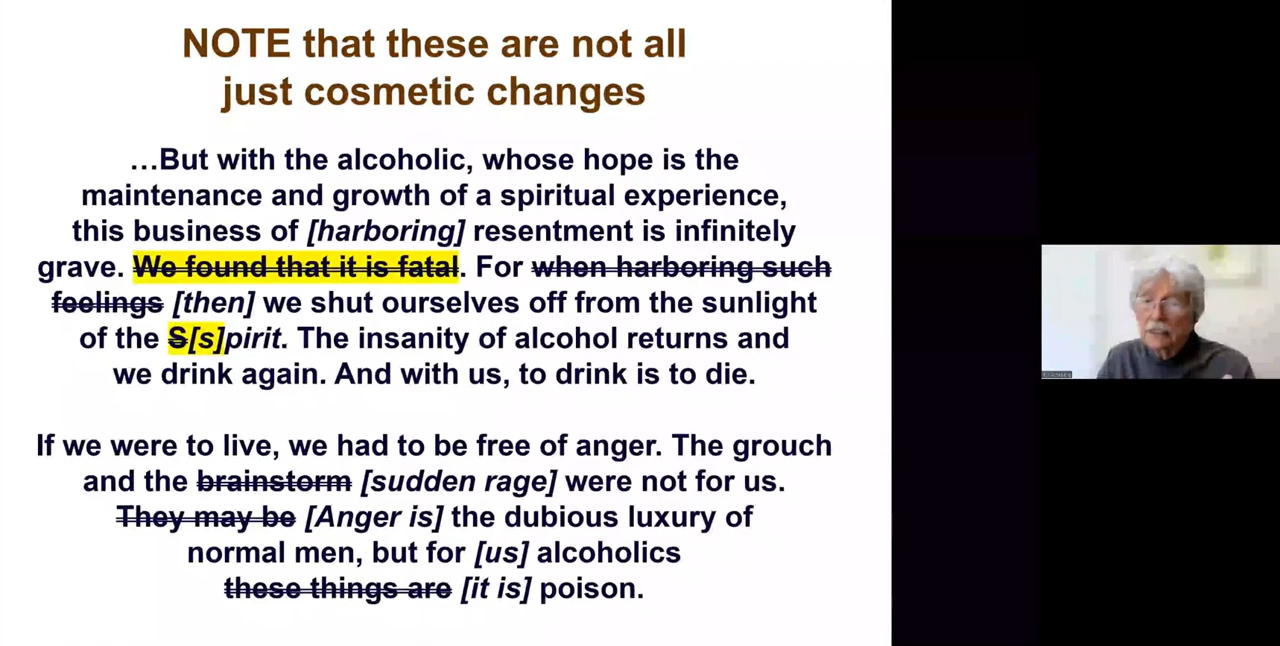 NOTE that these are not all
just cosmetic changes
…But with the alcoholic, whose hope is the
maintenance and growth of a spiritual experience,
this business of [harboring] resentment is infinitely
grave. We found that it is fatal. For when harboring such
feelings [then] we shut ourselves off from the sunlight
of the S[s]pirit. The insanity of alcohol returns and
we drink again. And with us, to drink is to die.
If we were to live, we had to be free of anger. The grouch
and the brainstorm [sudden rage] were not for us.
They may be [Anger is] the dubious luxury of
normal men, but for [us] alcoholics
these things are [it is] poison.